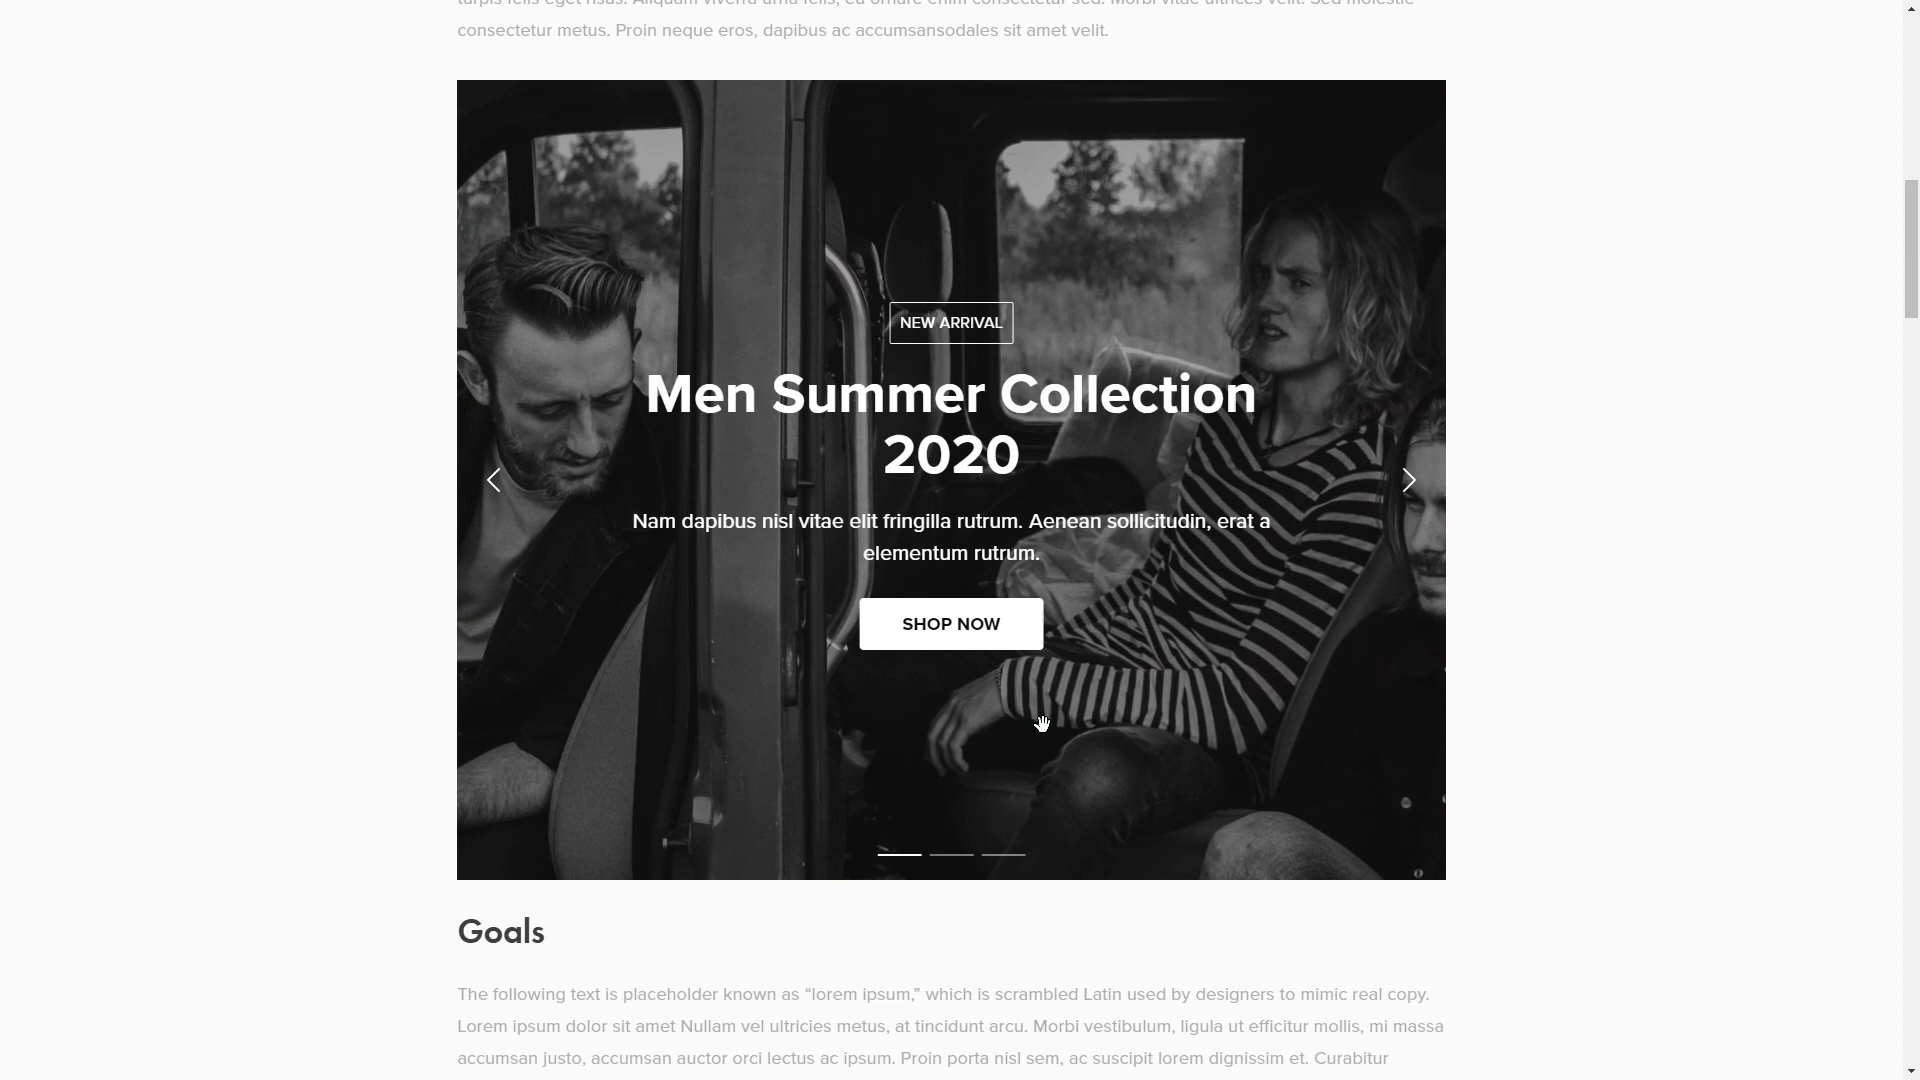 consectetur metus. Proin neque eros, dapibus ac accumsansodales sit amet velit.
NEW ARRIVAL
Men Summer Collection
2020
Nam dapibus nisl vitae elit fringilla rutrum. Aenean sollicitudin, erat a
elementum rutrum.
SHOP NOW
Goals
The following text is placeholder known as “lorem ipsum,” which is scrambled Latin used by designers to mimic real copy.
Lorem ipsum dolor sit amet Nullam vel ultricies metus, at tincidunt arcu. Morbi vestibulum, ligula ut efficitur mollis, mi massa
accumsan justo, accumsan auctor orci lectus ac ipsum. Proin porta nisl sem, ac suscipit lorem dignissim et. Curabitur